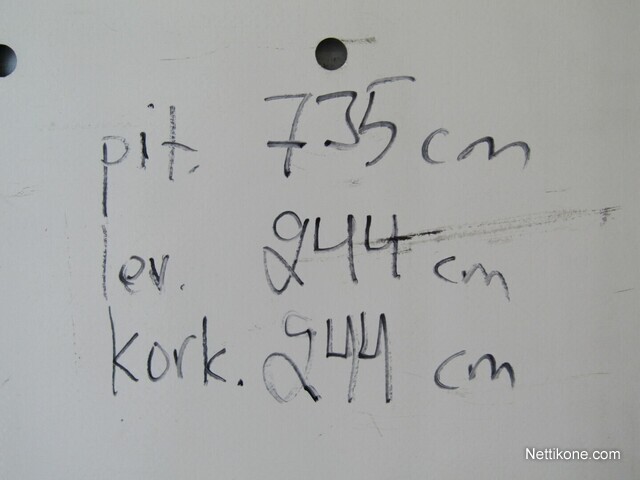 pit. 735 cm
lev. 244 cm
kork. 244 cm
Nettikone.com